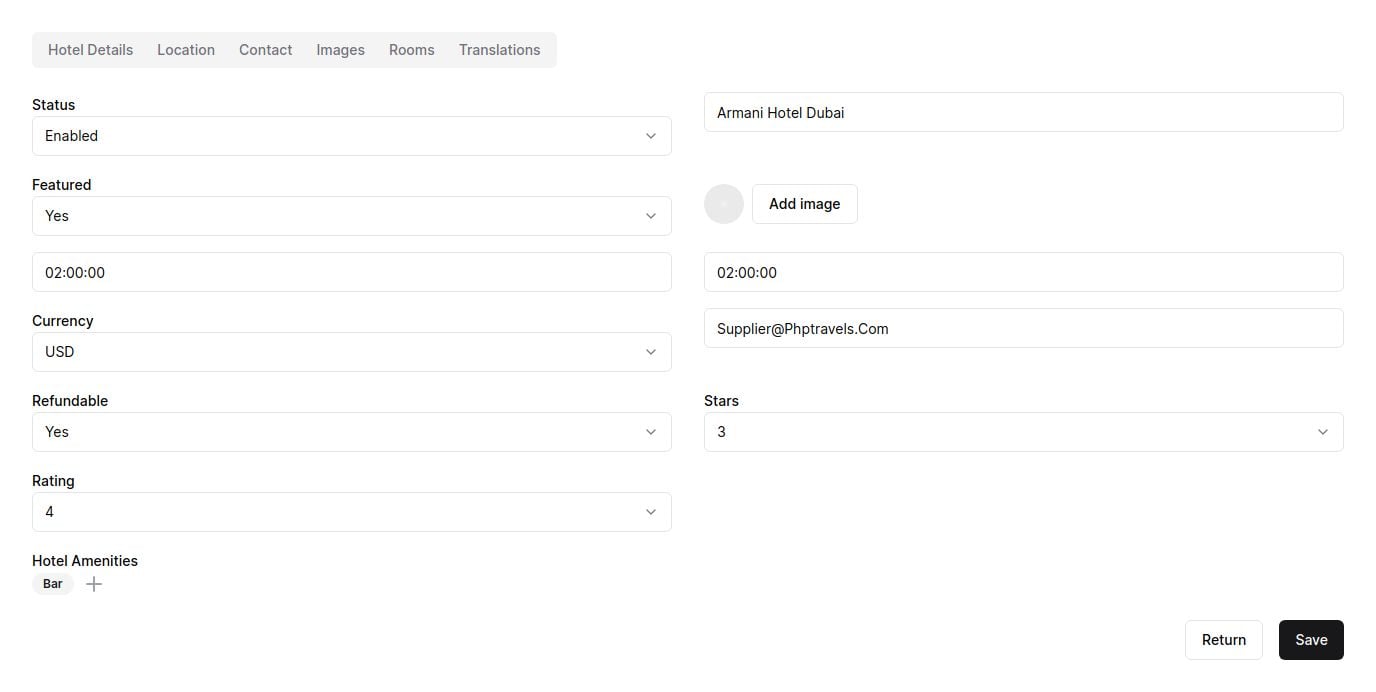 Hotel Details Location Contact Images Rooms Translations
Status
Enabled
Armani Hotel Dubai
Featured
Yes
Add image
02:00:00
02:00:00
Currency
USD
Supplier@Phptravels.Com
Refundable
Yes
Stars
3
Rating
4
Hotel Amenities
Bar
Return
Save